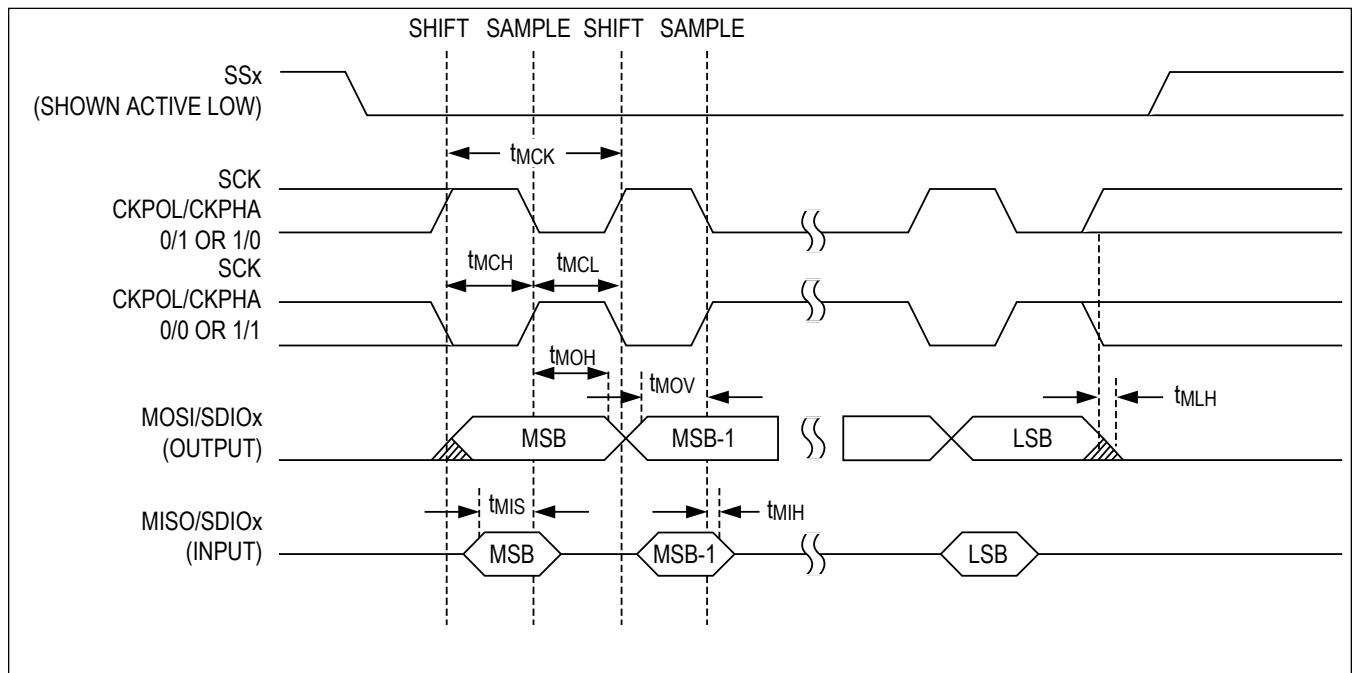 SHIFT SAMPLE SHIFT SAMPLE
SSx
(SHOWN ACTIVE LOW)
tMCK
SCK
CKPOL/CKPHA
0/1 OR 1/0
tMCH tMCL
SCK
CKPOL/CKPHA
0/0 OR 1/1
tMOH
tMOV
tMLH
MOSI/SDIOx
(OUTPUT)
MSB MSB-1 LSB
tMIS
tMIH
MISO/SDIOx
(INPUT)
MSB MSB-1 LSB